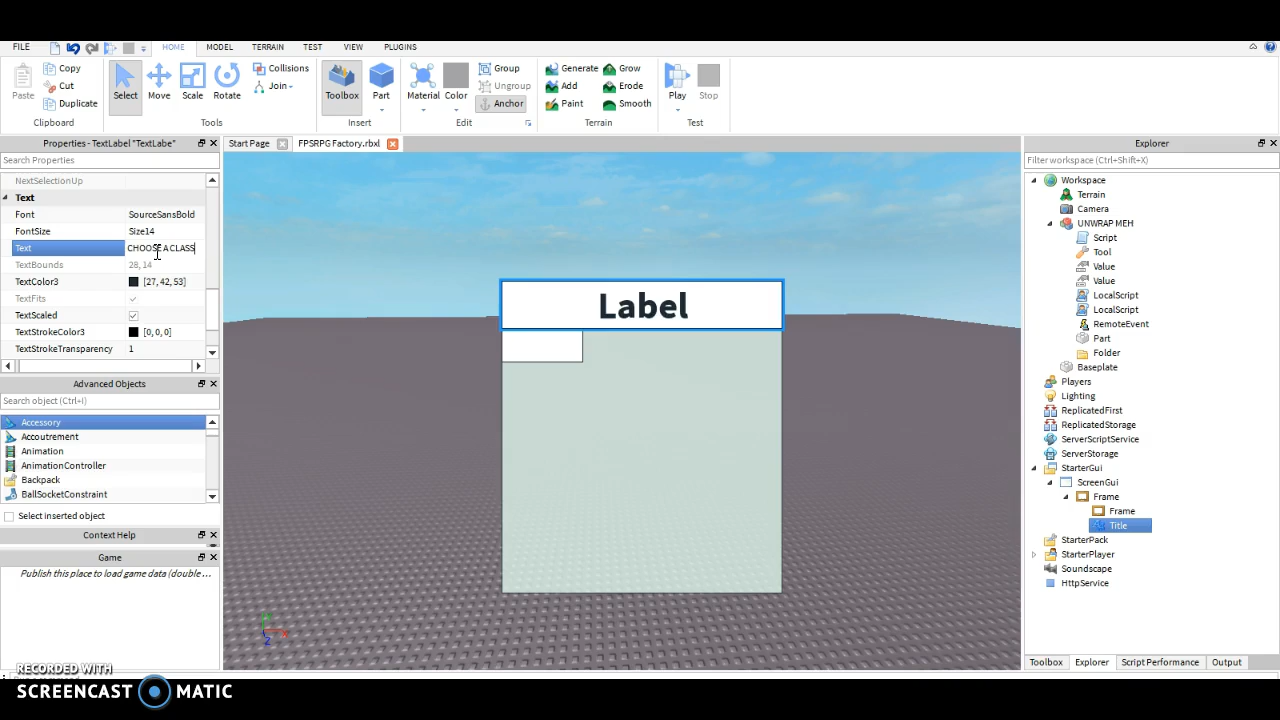 FILE HOME MODEL TERRAIN TEST VIEW PLUGINS
Paste Copy Cut Duplicate Clipboard
Select Move Scale Rotate Collisions Join Tools
Toolbox Part Insert
Material Color Group Ungroup Anchor Edit
Generate Grow Add Erode Paint Smooth Terrain
Play Stop Test
Properties - TextLabel "TextLabe"
Search Properties
NextSelectionUp
Text
Font SourceSansBold
FontSize Size14
Text CHOOSE A CLASS
TextBounds 28, 14
TextColor3 [27, 42, 53]
TextFits
TextScaled
TextStrokeColor3 [0, 0, 0]
TextStrokeTransparency 1
Advanced Objects
Search object (Ctrl+I)
Accessory
Accoutrement
Animation
AnimationController
Backpack
BallSocketConstraint
Select inserted object
Context Help
Game
Publish this place to load game data (double ...
Start Page FPSRPG Factory.rbxl
Label
Explorer
Filter workspace (Ctrl+Shift+X)
Workspace
Terrain
Camera
UNWRAP MEH
Script
Tool
Value
Value
LocalScript
LocalScript
RemoteEvent
Part
Folder
Baseplate
Players
Lighting
ReplicatedFirst
ReplicatedStorage
ServerScriptService
ServerStorage
StarterGui
ScreenGui
Frame
Frame
Title
StarterPack
StarterPlayer
Soundscape
HttpService
Toolbox Explorer Script Performance Output
z x
RECORDED WITH
SCREENCAST MATIC